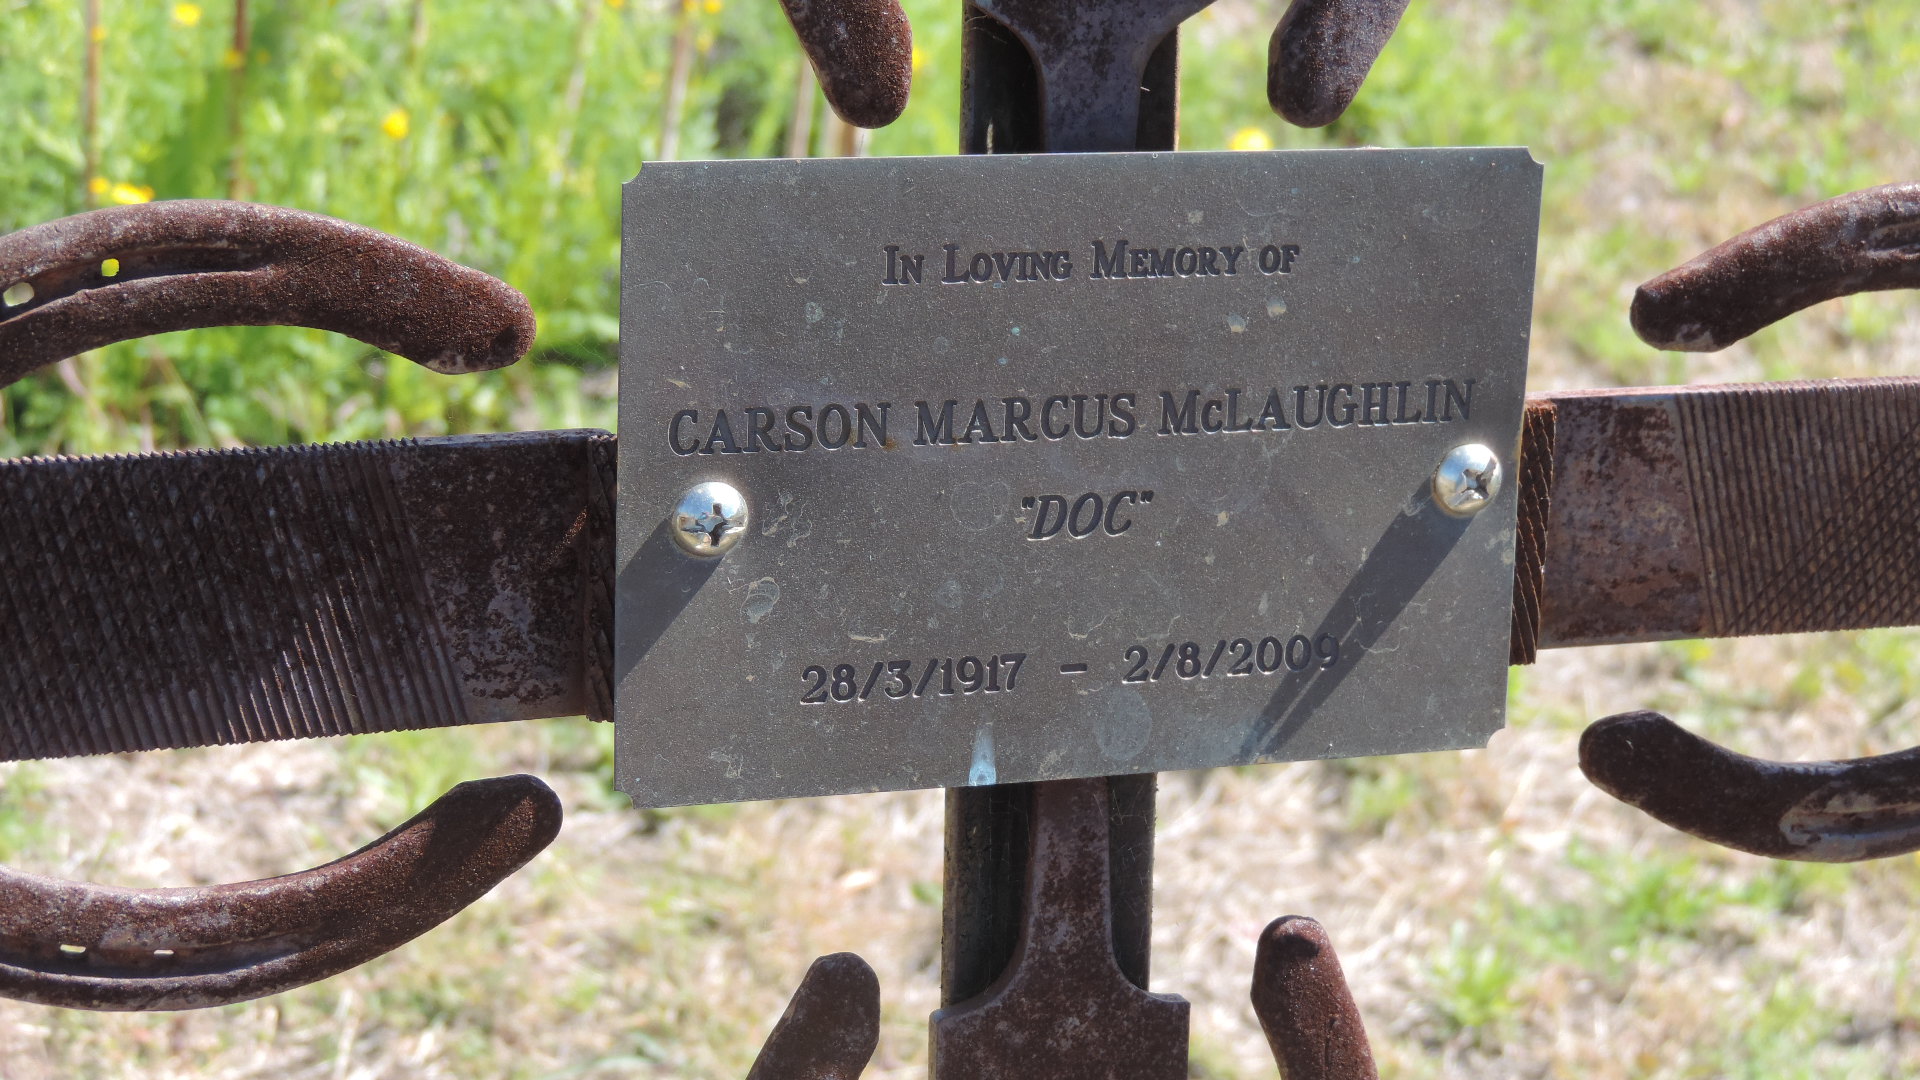 In Loving Memory of
CARSON MARCUS McLAUGHLIN
"DOC"
28/3/1917 - 2/8/2009